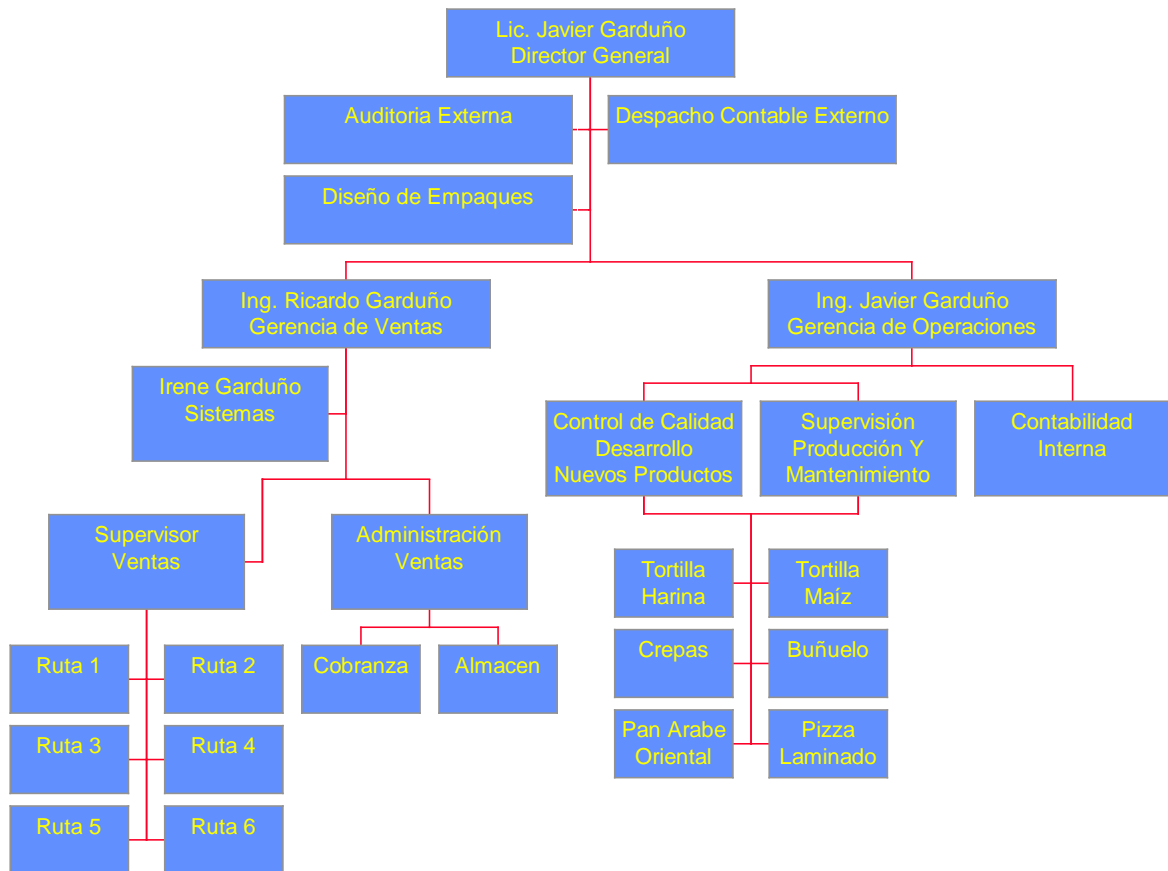 Lic. Javier Garduño
Director General
Auditoria Externa
Despacho Contable Externo
Diseño de Empaques
Ing. Ricardo Garduño
Gerencia de Ventas
Ing. Javier Garduño
Gerencia de Operaciones
Irene Garduño
Sistemas
Control de Calidad
Desarrollo
Nuevos Productos
Supervisión
Producción Y
Mantenimiento
Contabilidad
Interna
Supervisor
Ventas
Administración
Ventas
Tortilla
Harina
Tortilla
Maíz
Ruta 1
Ruta 2
Cobranza
Almacen
Crepas
Buñuelo
Ruta 3
Ruta 4
Pan Arabe
Oriental
Pizza
Laminado
Ruta 5
Ruta 6